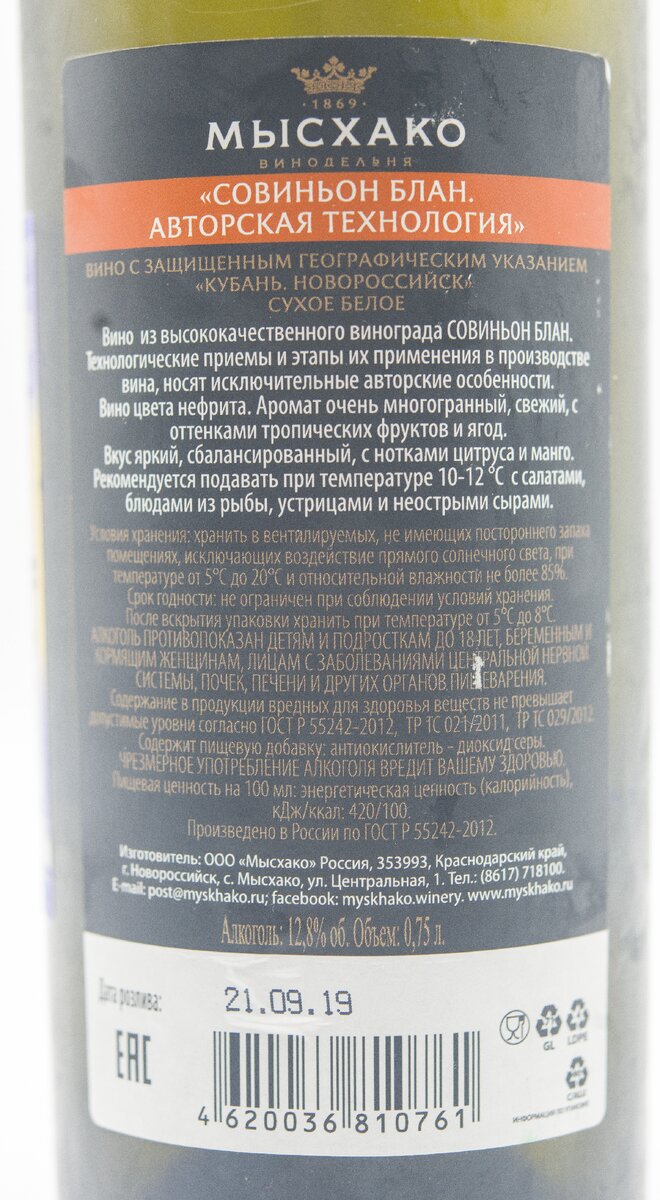 · 1869 ·
МЫСХАКО
ВИНОДЕЛЬНЯ
«СОВИНЬОН БЛАН.
АВТОРСКАЯ ТЕХНОЛОГИЯ»
ВИНО С ЗАЩИЩЕННЫМ ГЕОГРАФИЧЕСКИМ УКАЗАНИЕМ
«КУБАНЬ. НОВОРОССИЙСК»
СУХОЕ БЕЛОЕ
Вино из высококачественного винограда СОВИНЬОН БЛАН.
Технологические приемы и этапы их применения в производстве
вина, носят исключительные авторские особенности.
Вино цвета нефрита. Аромат очень многогранный, свежий, с
оттенками тропических фруктов и ягод.
Вкус яркий, сбалансированный, с нотками цитруса и манго.
Рекомендуется подавать при температуре 10-12 °С с салатами,
блюдами из рыбы, устрицами и неострыми сырами.
Условия хранения: хранить в венталируемых, не имеющих постороннего запаха
помещениях, исключающих воздействие прямого солнечного света, при
температуре от 5°С до 20°С и относительной влажности не более 85%.
Срок годности: не ограничен при соблюдении условий хранения.
После вскрытия упаковки хранить при температуре от 5°С до 8°С.
АЛКОГОЛЬ ПРОТИВОПОКАЗАН ДЕТЯМ И ПОДРОСТКАМ ДО 18 ЛЕТ, БЕРЕМЕННЫМ И
КОРМЯЩИМ ЖЕНЩИНАМ, ЛИЦАМ С ЗАБОЛЕВАНИЯМИ ЦЕНТРАЛЬНОЙ НЕРВНОЙ
СИСТЕМЫ, ПОЧЕК, ПЕЧЕНИ И ДРУГИХ ОРГАНОВ ПИЩЕВАРЕНИЯ.
Содержание в продукции вредных для здоровья веществ не превышает
допустимые уровни согласно ГОСТ Р 55242-2012, ТР ТС 021/2011, ТР ТС 029/2012
Содержит пищевую добавку: антиокислитель - диоксид серы.
ЧРЕЗМЕРНОЕ УПОТРЕБЛЕНИЕ АЛКОГОЛЯ ВРЕДИТ ВАШЕМУ ЗДОРОВЬЮ.
Пищевая ценность на 100 мл: энергетическая ценность (калорийность),
кДж/ккал: 420/100.
Произведено в России по ГОСТ Р 55242-2012.
Изготовитель: ООО «Мысхако» Россия, 353993, Краснодарский край,
г. Новороссийск, с. Мысхако, ул. Центральная, 1. Тел.: (8617) 718100.
E-mail: post@myskhako.ru; facebook: myskhako.winery. www.myskhako.ru
Алкоголь: 12,8% об. Объем: 0,75 л.
Дата розлива:
21.09.19
EAC
GL
LDPE
ИНФОРМАЦИЯ ПО УПАКОВКЕ
4 620036 810761